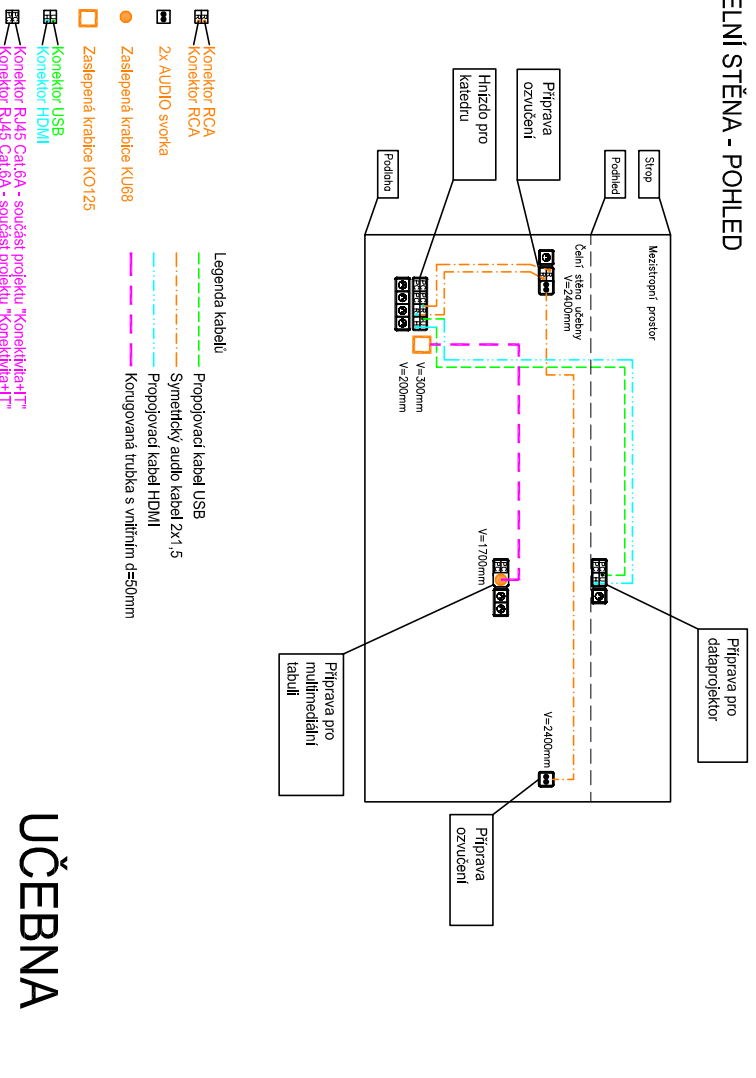 ELNÍ STĚNA - POHLED
Strop
Podhled
Mezistropní prostor
Příprava
ozvučení
Čelní stěna učebny
V=2400mm
Hnízdo pro
katedru
Podlaha
V=300mm
V=200mm
V=1700mm
V=2400mm
Příprava pro
dataprojektor
Příprava pro
multimediální
tabuli
Příprava
ozvučení
Konektor RCA
Konektor RCA
2x AUDIO svorka
Zaslepená krabice KU68
Zaslepená krabice KO125
Konektor USB
Konektor HDMI
Konektor RJ45 Cat.6A - součást projektu "Konektivita+IT"
Konektor RJ45 Cat.6A - součást projektu "Konektivita+IT"
Legenda kabelů
Propojovací kabel USB
Symetrický audio kabel 2x1,5
Propojovací kabel HDMI
Korugovaná trubka s vnitřním d=50mm
UČEBNA